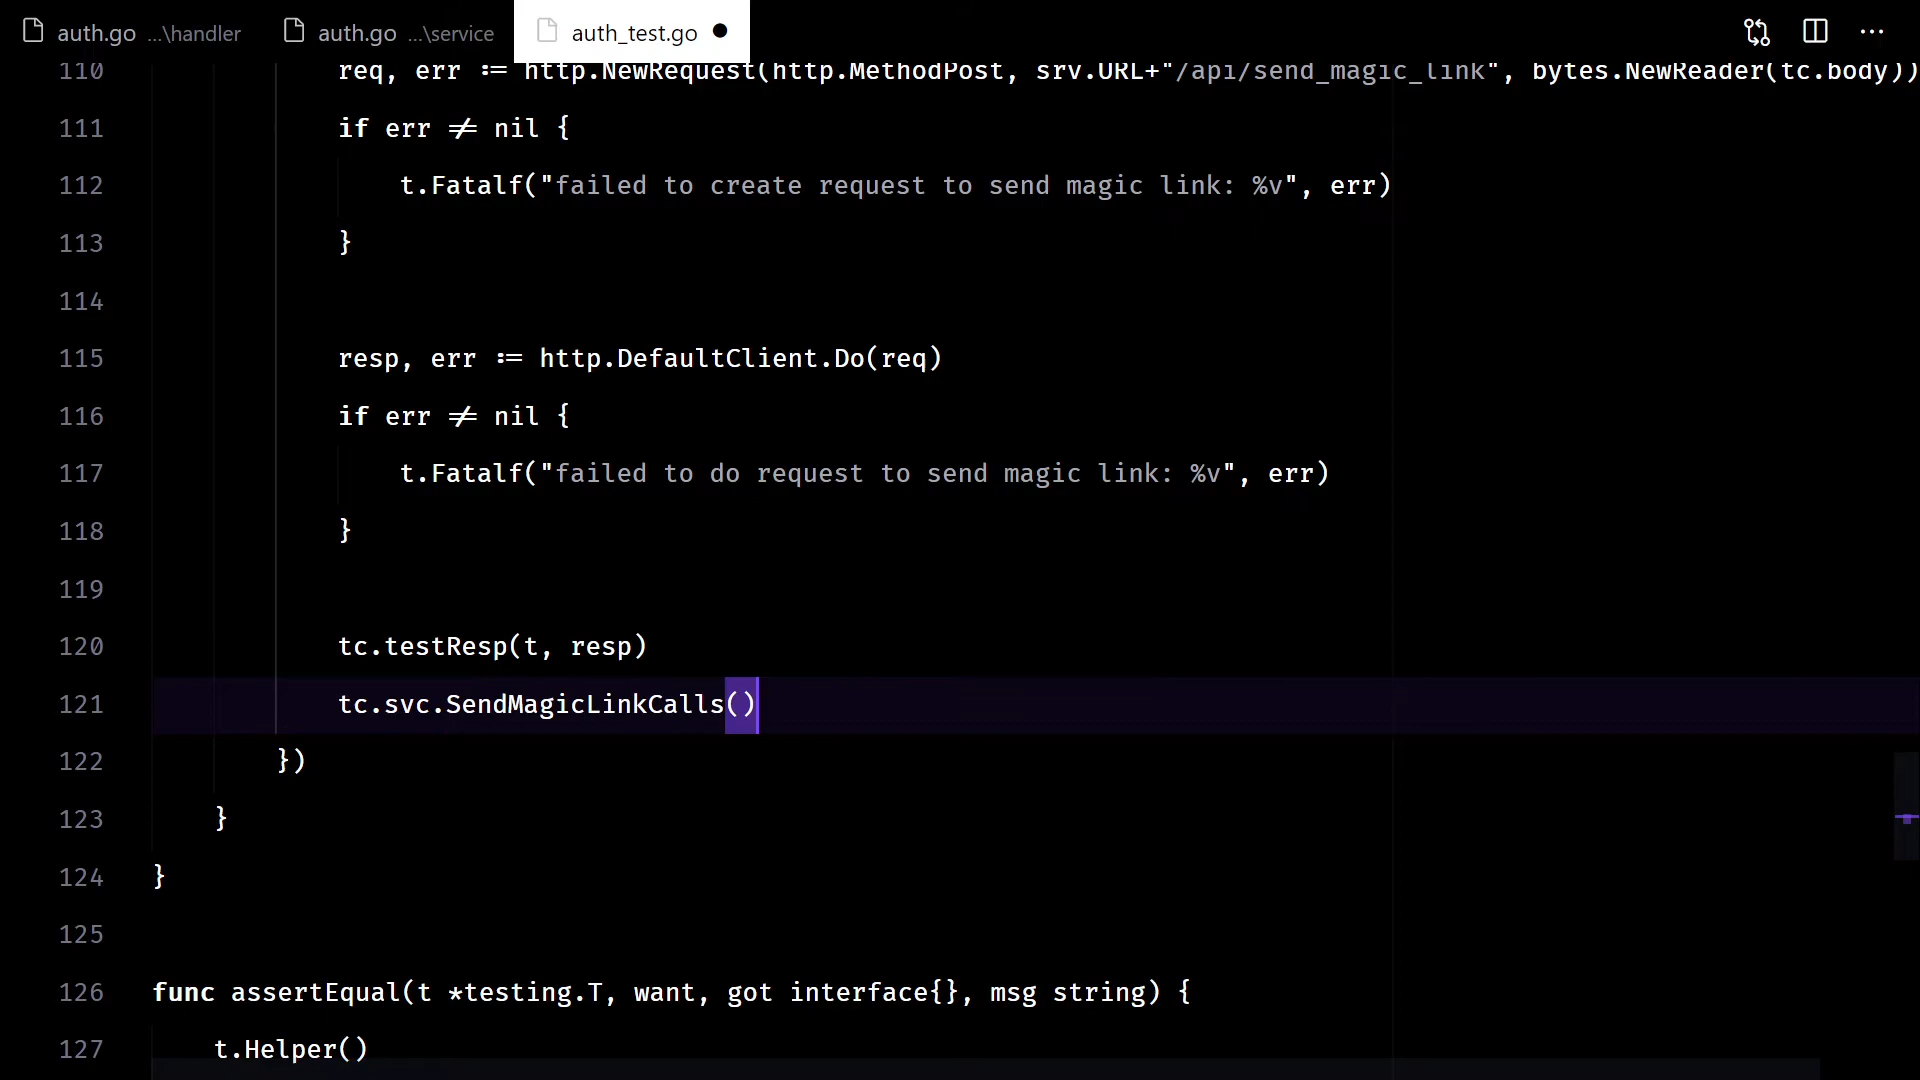 auth.go ...\handler auth.go ...\service auth_test.go ●
110 req, err := http.NewRequest(http.MethodPost, srv.URL+"/api/send_magic_link", bytes.NewReader(tc.body))
111 if err != nil {
112 t.Fatalf("failed to create request to send magic link: %v", err)
113 }
114
115 resp, err := http.DefaultClient.Do(req)
116 if err != nil {
117 t.Fatalf("failed to do request to send magic link: %v", err)
118 }
119
120 tc.testResp(t, resp)
121 tc.svc.SendMagicLinkCalls()
122 })
123 }
124 }
125
126 func assertEqual(t *testing.T, want, got interface{}, msg string) {
127 t.Helper()